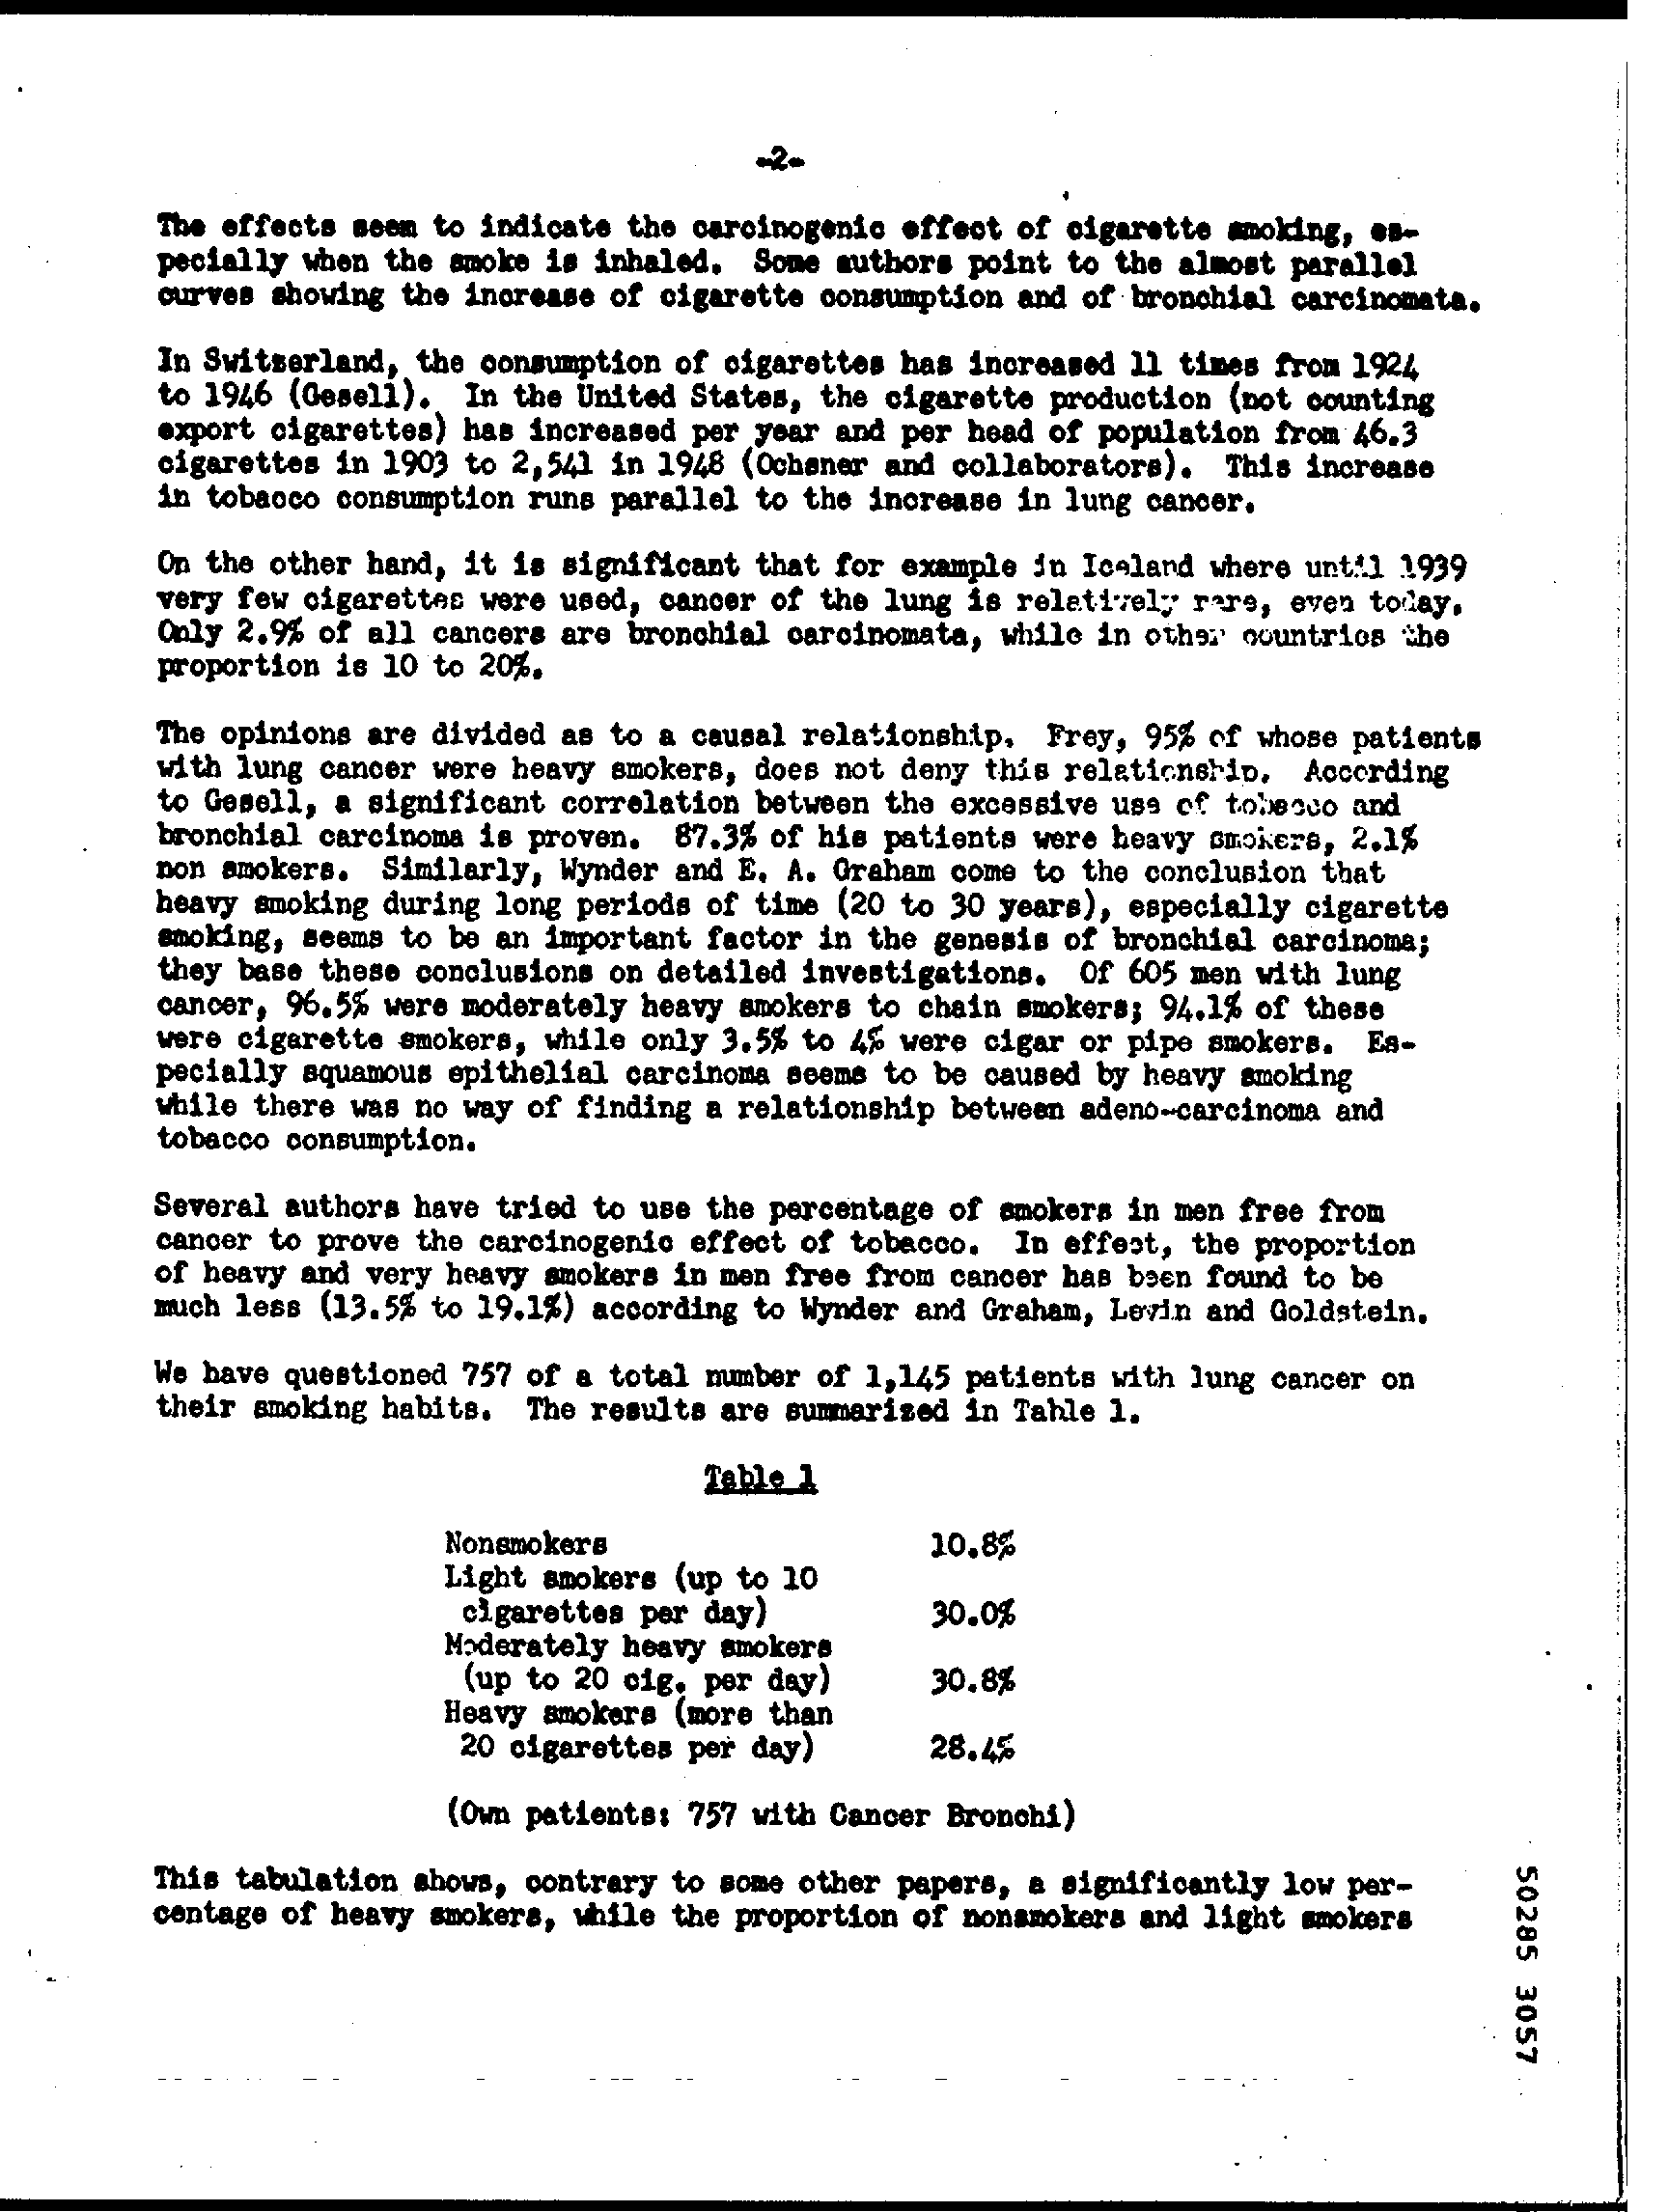 -2-
The effects seem to indicate the carcinogenic effect of cigarette smoking, es-
pecially when the smoke is inhaled. Some authors point to the almost parallel
curves showing the increase of cigarette consumption and of bronchial carcinomata.
In Switzerland, the consumption of cigarettes has increased 11 times from 1924
to 1946 (Gesell). In the United States, the cigarette production (not counting
export cigarettes) has increased per year and per head of population from 46.3
cigarettes in 1903 to 2,541 in 1948 (Ochsner and collaborators). This increase
in tobacco consumption runs parallel to the increase in lung cancer.
On the other hand, it is significant that for example in Iceland where until 1939
very few cigarettes were used, cancer of the lung is relatively rare, even today.
Only 2.9% of all cancers are bronchial carcinomata, while in other countries the
proportion is 10 to 20%.
The opinions are divided as to a causal relationship. Frey, 95% of whose patients
with lung cancer were heavy smokers, does not deny this relationship. According
to Gesell, a significant correlation between the excessive use of tobacco and
bronchial carcinoma is proven. 87.3% of his patients were heavy smokers, 2.1%
non smokers. Similarly, Wynder and E. A. Graham come to the conclusion that
heavy smoking during long periods of time (20 to 30 years), especially cigarette
smoking, seems to be an important factor in the genesis of bronchial carcinoma;
they base these conclusions on detailed investigations. Of 605 men with lung
cancer, 96.5% were moderately heavy smokers to chain smokers; 94.1% of these
were cigarette smokers, while only 3.5% to 4% were cigar or pipe smokers. Es-
pecially squamous epithelial carcinoma seems to be caused by heavy smoking
while there was no way of finding a relationship between adeno-carcinoma and
tobacco consumption.
Several authors have tried to use the percentage of smokers in men free from
cancer to prove the carcinogenic effect of tobacco. In effect, the proportion
of heavy and very heavy smokers in men free from cancer has been found to be
much less (13.5% to 19.1%) according to Wynder and Graham, Levin and Goldstein.
We have questioned 757 of a total number of 1,145 patients with lung cancer on
their smoking habits. The results are summarized in Table 1.
Table 1
Nonsmokers 10.8%
Light smokers (up to 10
cigarettes per day) 30.0%
Moderately heavy smokers
(up to 20 cig. per day) 30.8%
Heavy smokers (more than
20 cigarettes per day) 28.4%
(Own patients: 757 with Cancer Bronchi)
This tabulation shows, contrary to some other papers, a significantly low per-
centage of heavy smokers, while the proportion of nonsmokers and light smokers
50285 3057